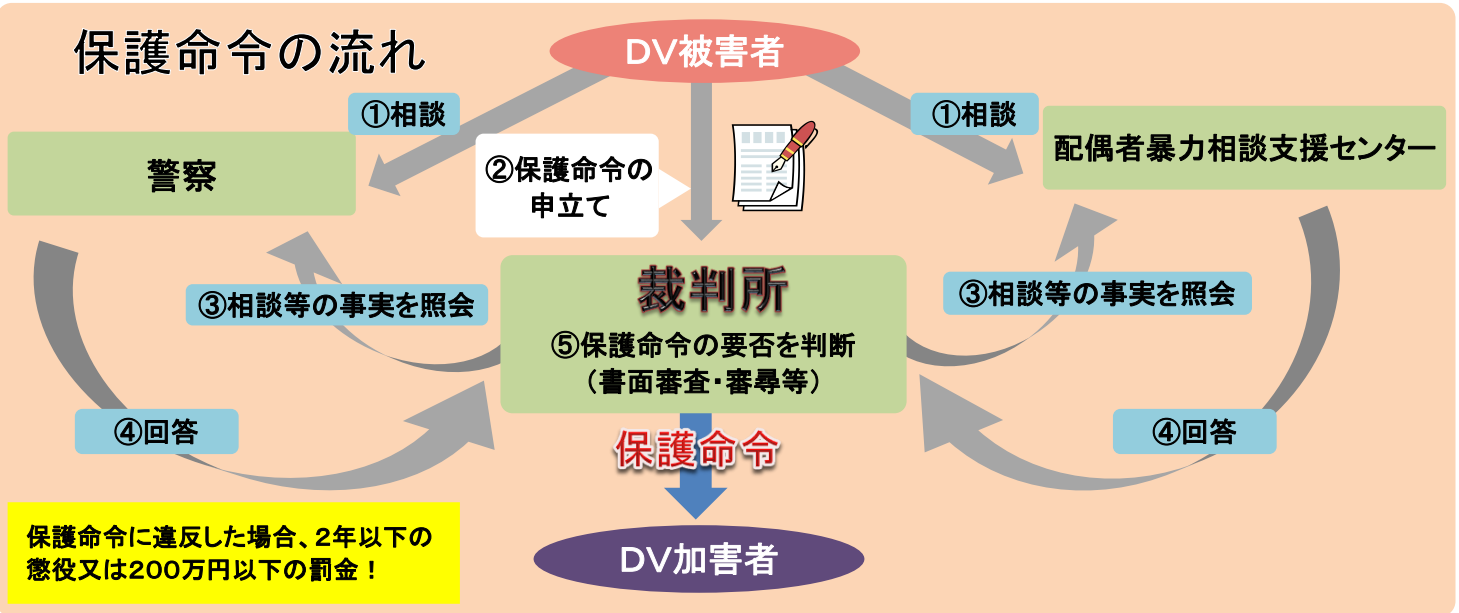 保護命令の流れ
DV被害者
①相談
①相談
警察
配偶者暴力相談支援センター
②保護命令の
申立て
③相談等の事実を照会
③相談等の事実を照会
裁判所
⑤保護命令の要否を判断
（書面審査・審尋等）
④回答
④回答
保護命令
DV加害者
保護命令に違反した場合、2年以下の
懲役又は200万円以下の罰金！